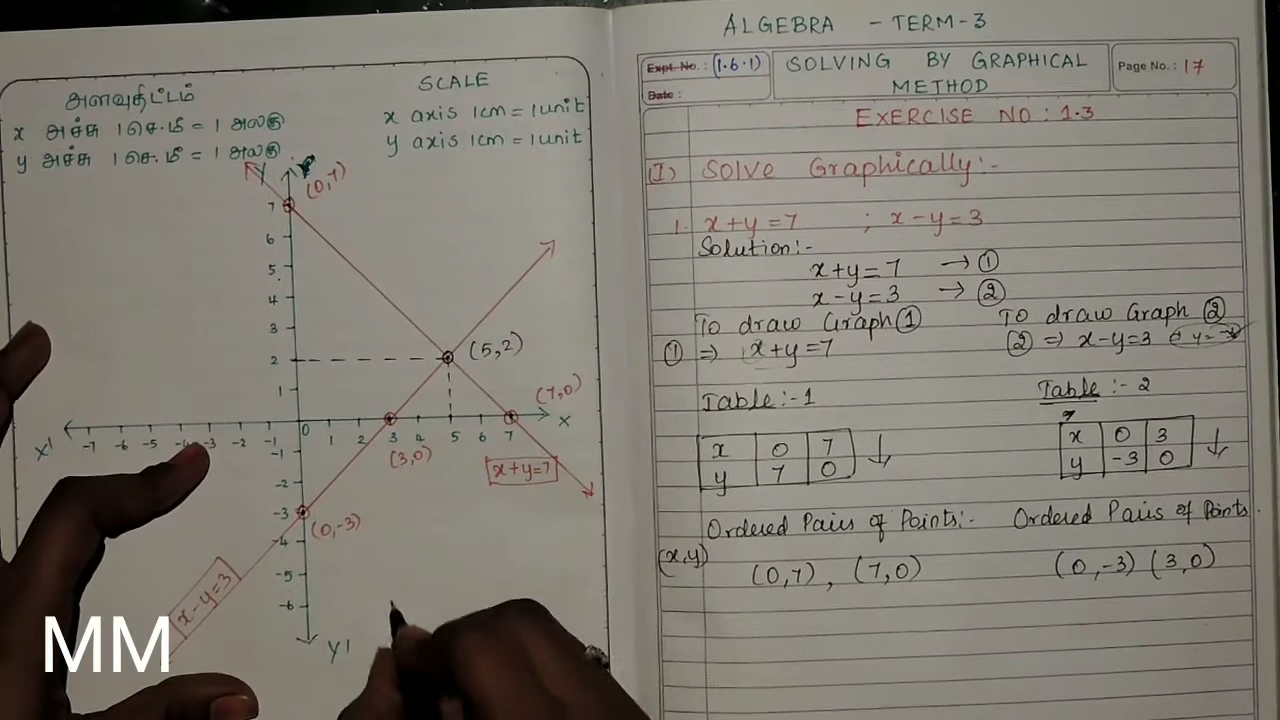 அளவுதிட்டம்
x அச்சு 1 செ.மீ = 1 அலகு
y அச்சு 1 செ.மீ = 1 அலகு
SCALE
x axis 1cm = 1unit
y axis 1cm = 1unit
Y
(0,7)
7
6
5
4
3
2
1
(5,2)
(7,0)
X' -7 -6 -5 -4 -3 -2 -1 0 1 2 3 4 5 6 7 X
(3,0)
x+y=7
-1
-2
-3
(0,-3)
-4
-5
-6
x-y=3
Y'
MM
ALGEBRA - TERM-3
Expt. No. : (1.6.1)
Date :
SOLVING BY GRAPHICAL
METHOD
Page No. : 17
EXERCISE NO : 1.3
(I) Solve Graphically:-
1. x+y=7 ; x-y=3
Solution:-
x+y=7 → ①
x-y=3 → ②
To draw Graph ① To draw Graph ②
① ⇒ x+y=7 ② ⇒ x-y=3
Table:-1 Table:-2
x 0 7
y 7 0
x 0 3
y -3 0
Ordered Pairs of Points:- Ordered Pairs of Points.
(x,y) (0,7), (7,0) (0,-3) (3,0)